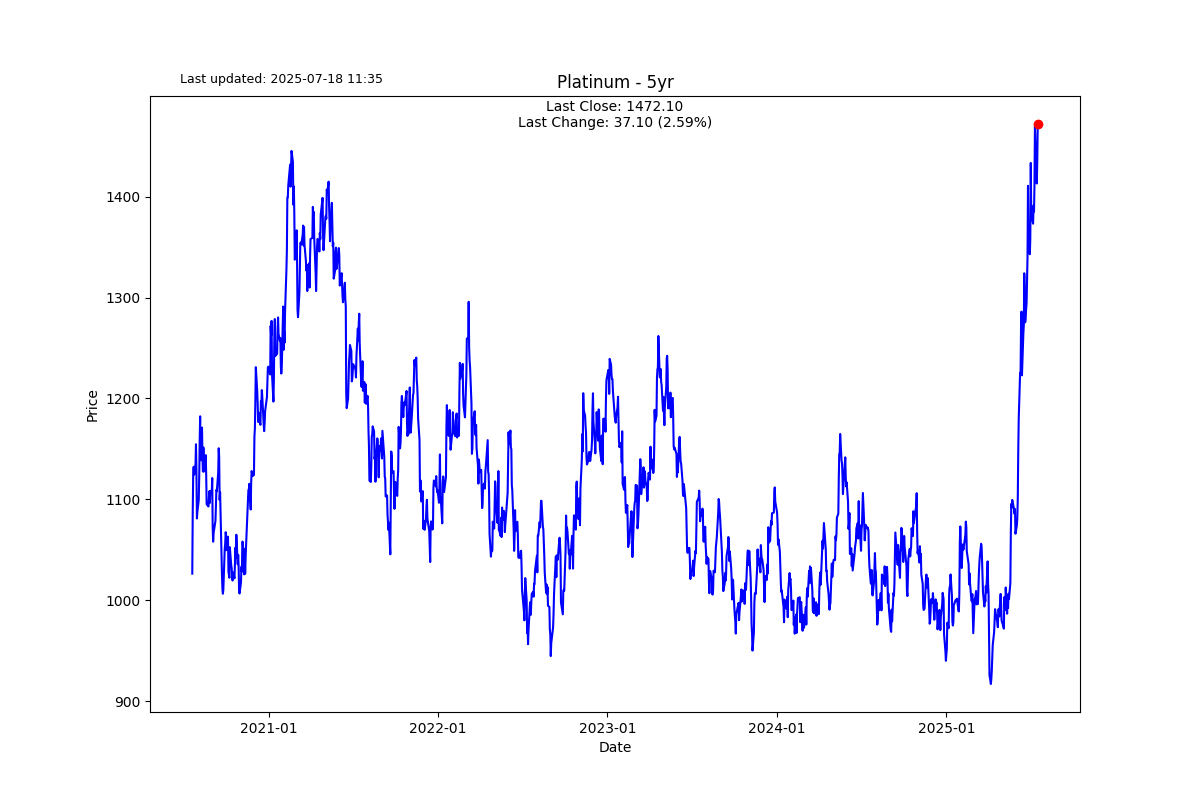 Last updated: 2025-07-18 11:35
Platinum - 5yr
Last Close: 1472.10
Last Change: 37.10 (2.59%)
Price
1400
1300
1200
1100
1000
900
2021-01
2022-01
2023-01
2024-01
2025-01
Date